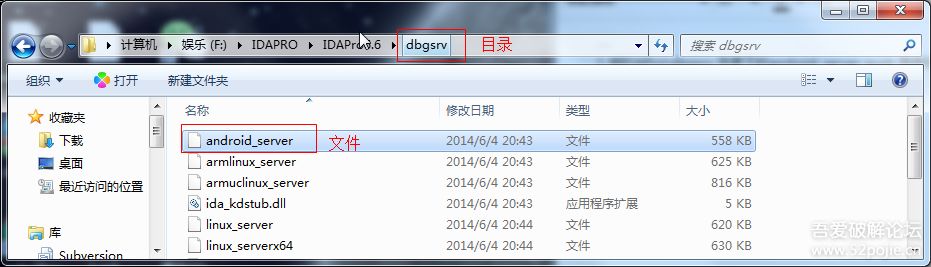 计算机 娱乐 (F:) IDAPRO IDAPro6.6 dbgsrv 目录 搜索 dbgsrv
组织 打开 新建文件夹
收藏夹 名称 修改日期 类型 大小
下载 android_server 文件 2014/6/4 20:43 文件 558 KB
桌面 armlinux_server 2014/6/4 20:43 文件 625 KB
最近访问的位置 armuclinux_server 2014/6/4 20:43 文件 816 KB
ida_kdstub.dll 2014/6/4 20:43 应用程序扩展 5 KB
库 linux_server 2014/6/4 20:44 文件 620 KB
Subversion linux_serverx64 2014/6/4 20:44 文件 630 KB
吾爱破解论坛
www.52pojie.cn